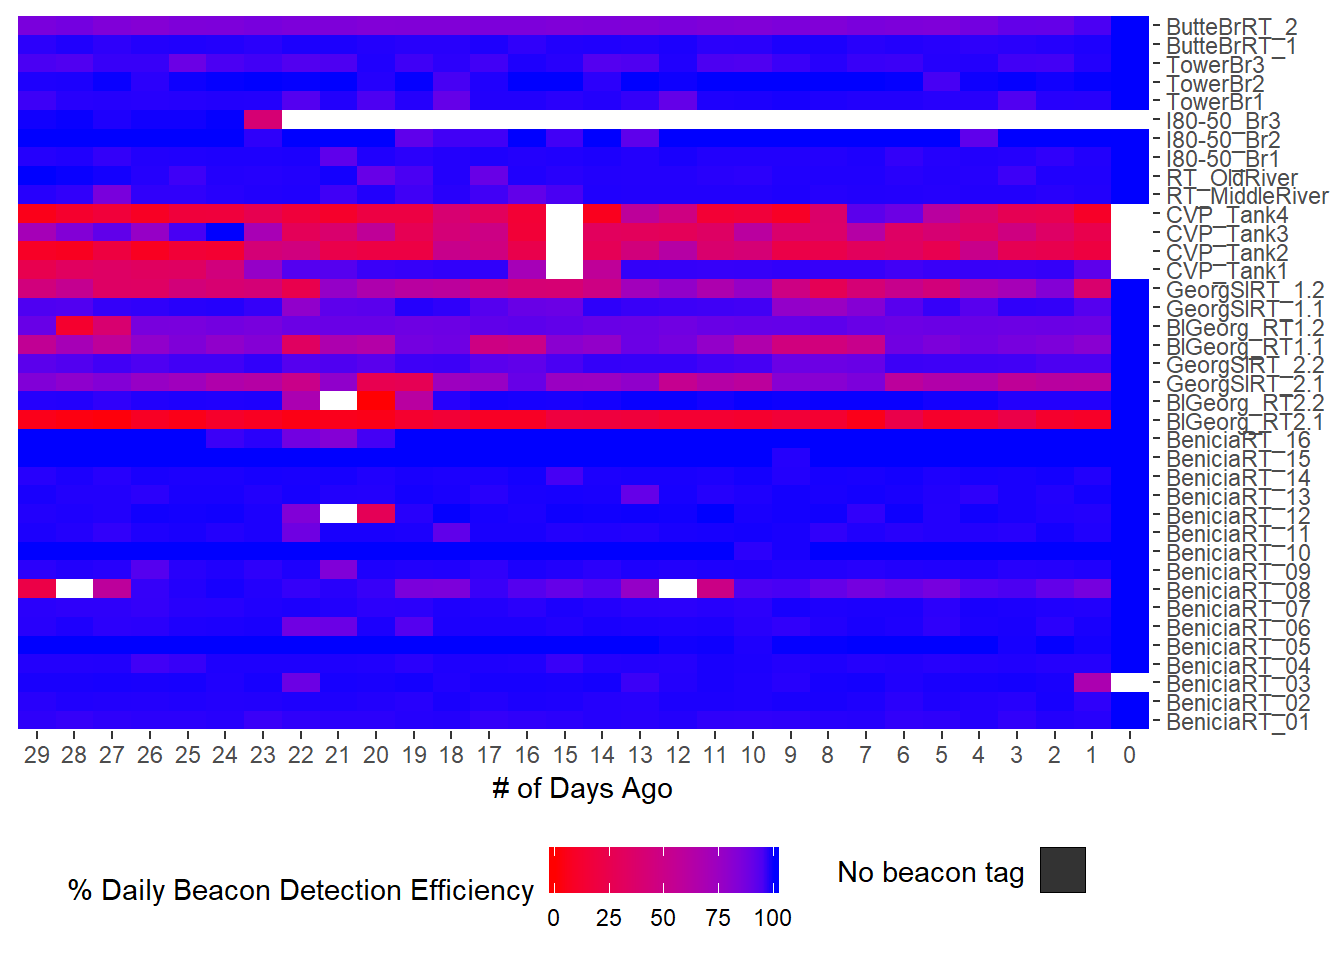 ButteBrRT_2
ButteBrRT_1
TowerBr3
TowerBr2
TowerBr1
I80-50_Br3
I80-50_Br2
I80-50_Br1
RT_OldRiver
RT_MiddleRiver
CVP_Tank4
CVP_Tank3
CVP_Tank2
CVP_Tank1
GeorgSlRT_1.2
GeorgSlRT_1.1
BlGeorg_RT1.2
BlGeorg_RT1.1
GeorgSlRT_2.2
GeorgSlRT_2.1
BlGeorg_RT2.2
BlGeorg_RT2.1
BeniciaRT_16
BeniciaRT_15
BeniciaRT_14
BeniciaRT_13
BeniciaRT_12
BeniciaRT_11
BeniciaRT_10
BeniciaRT_09
BeniciaRT_08
BeniciaRT_07
BeniciaRT_06
BeniciaRT_05
BeniciaRT_04
BeniciaRT_03
BeniciaRT_02
BeniciaRT_01
29 28 27 26 25 24 23 22 21 20 19 18 17 16 15 14 13 12 11 10 9 8 7 6 5 4 3 2 1 0
# of Days Ago
% Daily Beacon Detection Efficiency
0 25 50 75 100
No beacon tag